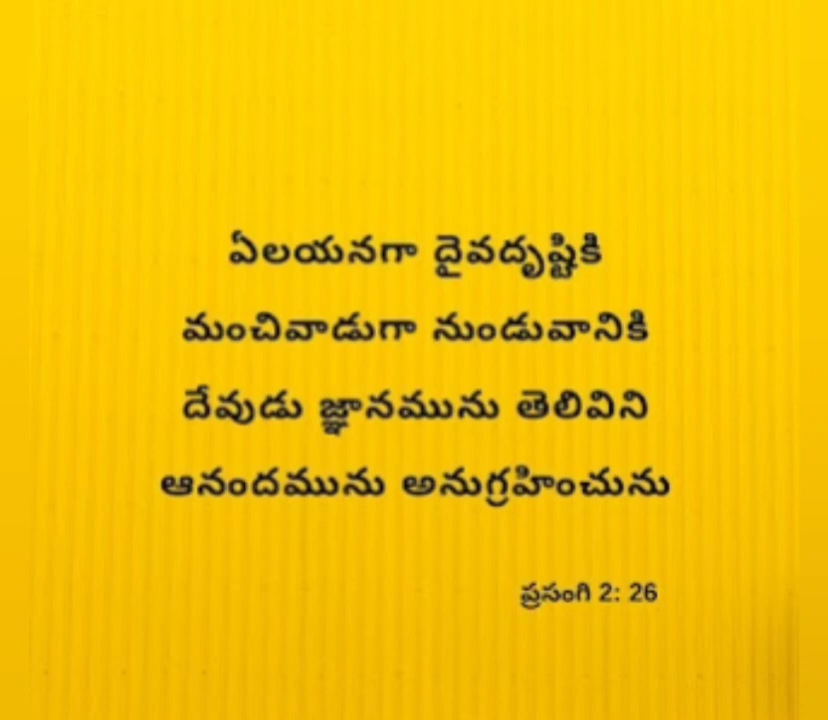 ఏలయనగా దైవదృష్టికి
మంచివాడుగా నుండువానికి
దేవుడు జ్ఞానమును తెలివిని
ఆనందమును అనుగ్రహించును
ప్రసంగి 2: 26